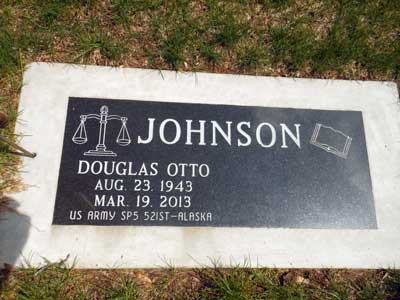 JOHNSON
DOUGLAS OTTO
AUG. 23, 1943
MAR. 19, 2013
US ARMY SP5 521ST-ALASKA